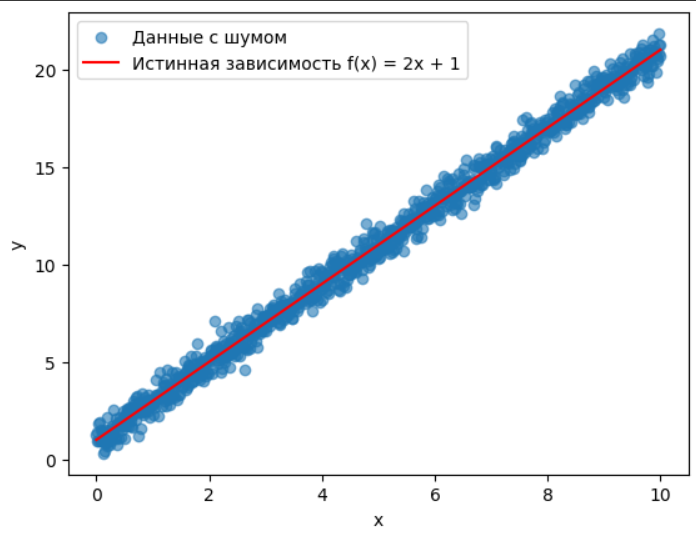 Данные с шумом
Истинная зависимость f(x) = 2x + 1
20
15
10
5
0
y
0 2 4 6 8 10
x